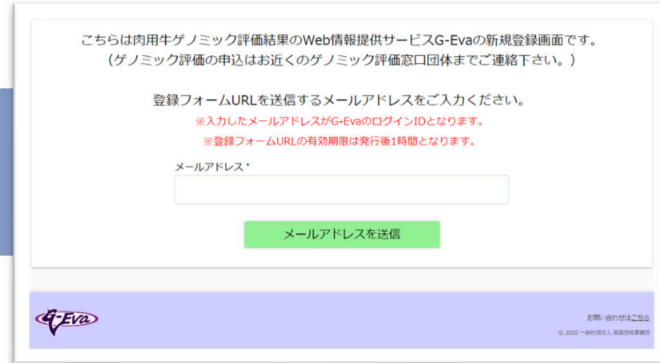 こちらは肉用牛ゲノミック評価結果のWeb情報提供サービスG-Evaの新規登録画面です。
（ゲノミック評価の申込はお近くのゲノミック評価窓口団体までご連絡下さい。）
登録フォームURLを送信するメールアドレスをご入力ください。
※入力したメールアドレスがG-EvaのログインIDとなります。
※登録フォームURLの有効期限は発行後1時間となります。
メールアドレス *
メールアドレスを送信
G-Eva
お問い合わせはこちら
© 2020 一般社団法人 家畜改良事業団